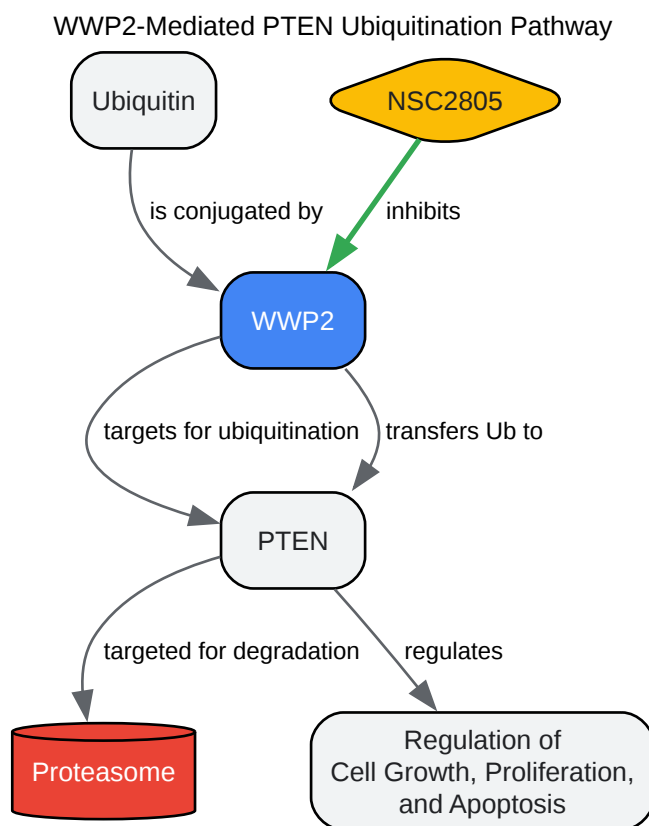 WWP2-Mediated PTEN Ubiquitination Pathway
Ubiquitin
NSC2805
is conjugated by
inhibits
WWP2
targets for ubiquitination
transfers Ub to
PTEN
targeted for degradation
regulates
Proteasome
Regulation of
Cell Growth, Proliferation,
and Apoptosis